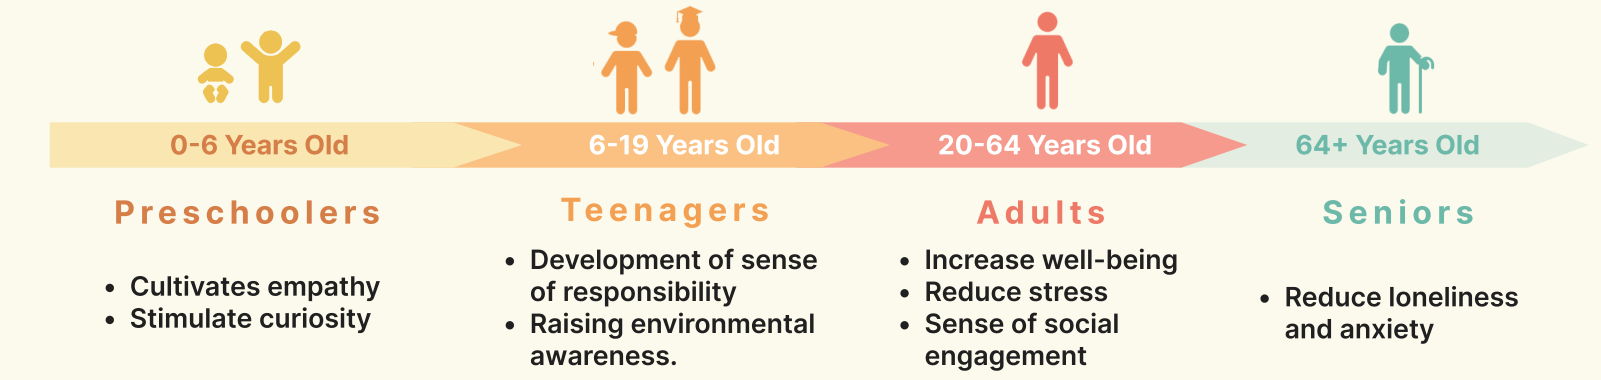 0-6 Years Old
6-19 Years Old
20-64 Years Old
64+ Years Old
Preschoolers
• Cultivates empathy
• Stimulate curiosity
Teenagers
• Development of sense
of responsibility
• Raising environmental
awareness.
Adults
• Increase well-being
• Reduce stress
• Sense of social
engagement
Seniors
• Reduce loneliness
and anxiety